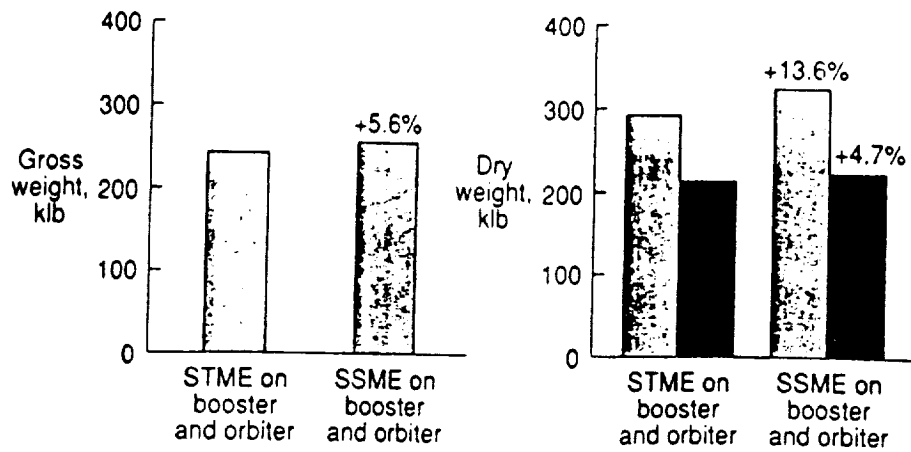 400
300
200
100
0
Gross
weight,
klb
+5.6%
STME on
booster
and orbiter
SSME on
booster
and orbiter
400
300
200
100
0
Dry
weight,
klb
+13.6%
+4.7%
STME on
booster
and orbiter
SSME on
booster
and orbiter